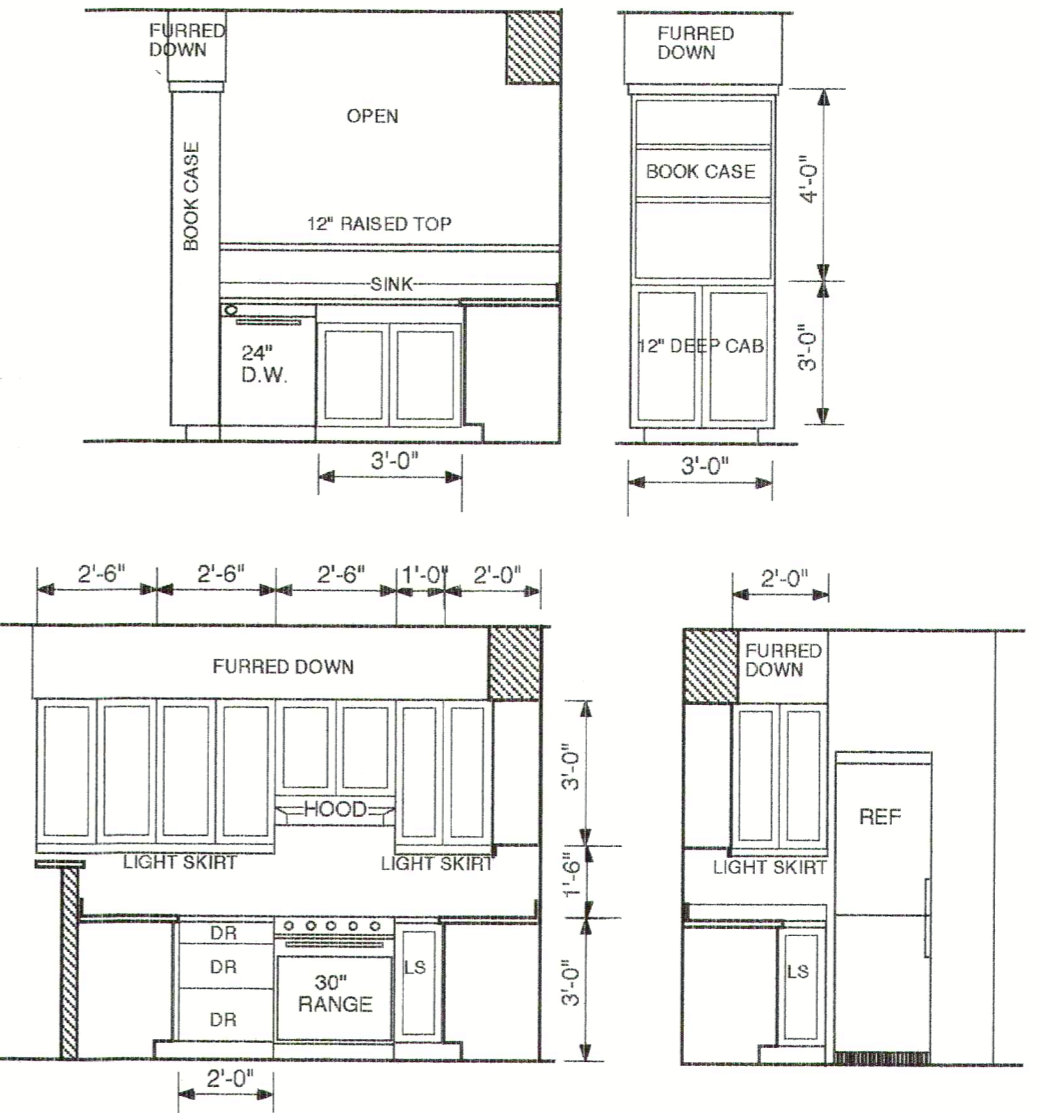 FURRED
DOWN
OPEN
BOOK CASE
12" RAISED TOP
SINK
24"
D.W.
3'-0"
FURRED
DOWN
BOOK CASE
4'-0"
12" DEEP CAB
3'-0"
3'-0"
2'-6"
2'-6"
2'-6"
1'-0"
2'-0"
FURRED DOWN
3'-0"
HOOD
LIGHT SKIRT
LIGHT SKIRT
1'-6"
DR
DR
DR
30"
RANGE
LS
3'-0"
2'-0"
2'-0"
FURRED
DOWN
REF
LIGHT SKIRT
LS